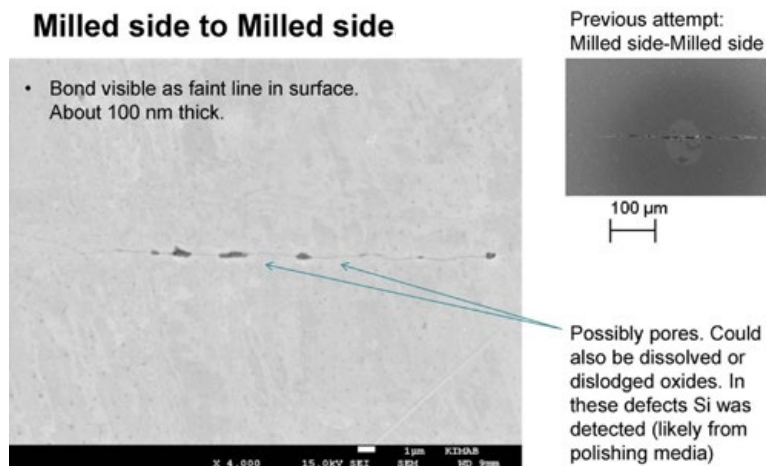 Milled side to Milled side
• Bond visible as faint line in surface.
About 100 nm thick.
Previous attempt:
Milled side-Milled side
100 µm
Possibly pores. Could
also be dissolved or
dislodged oxides. In
these defects Si was
detected (likely from
polishing media)
1µm KIMAB
X 4,000 15.0kV SEI SEM WD 9mm